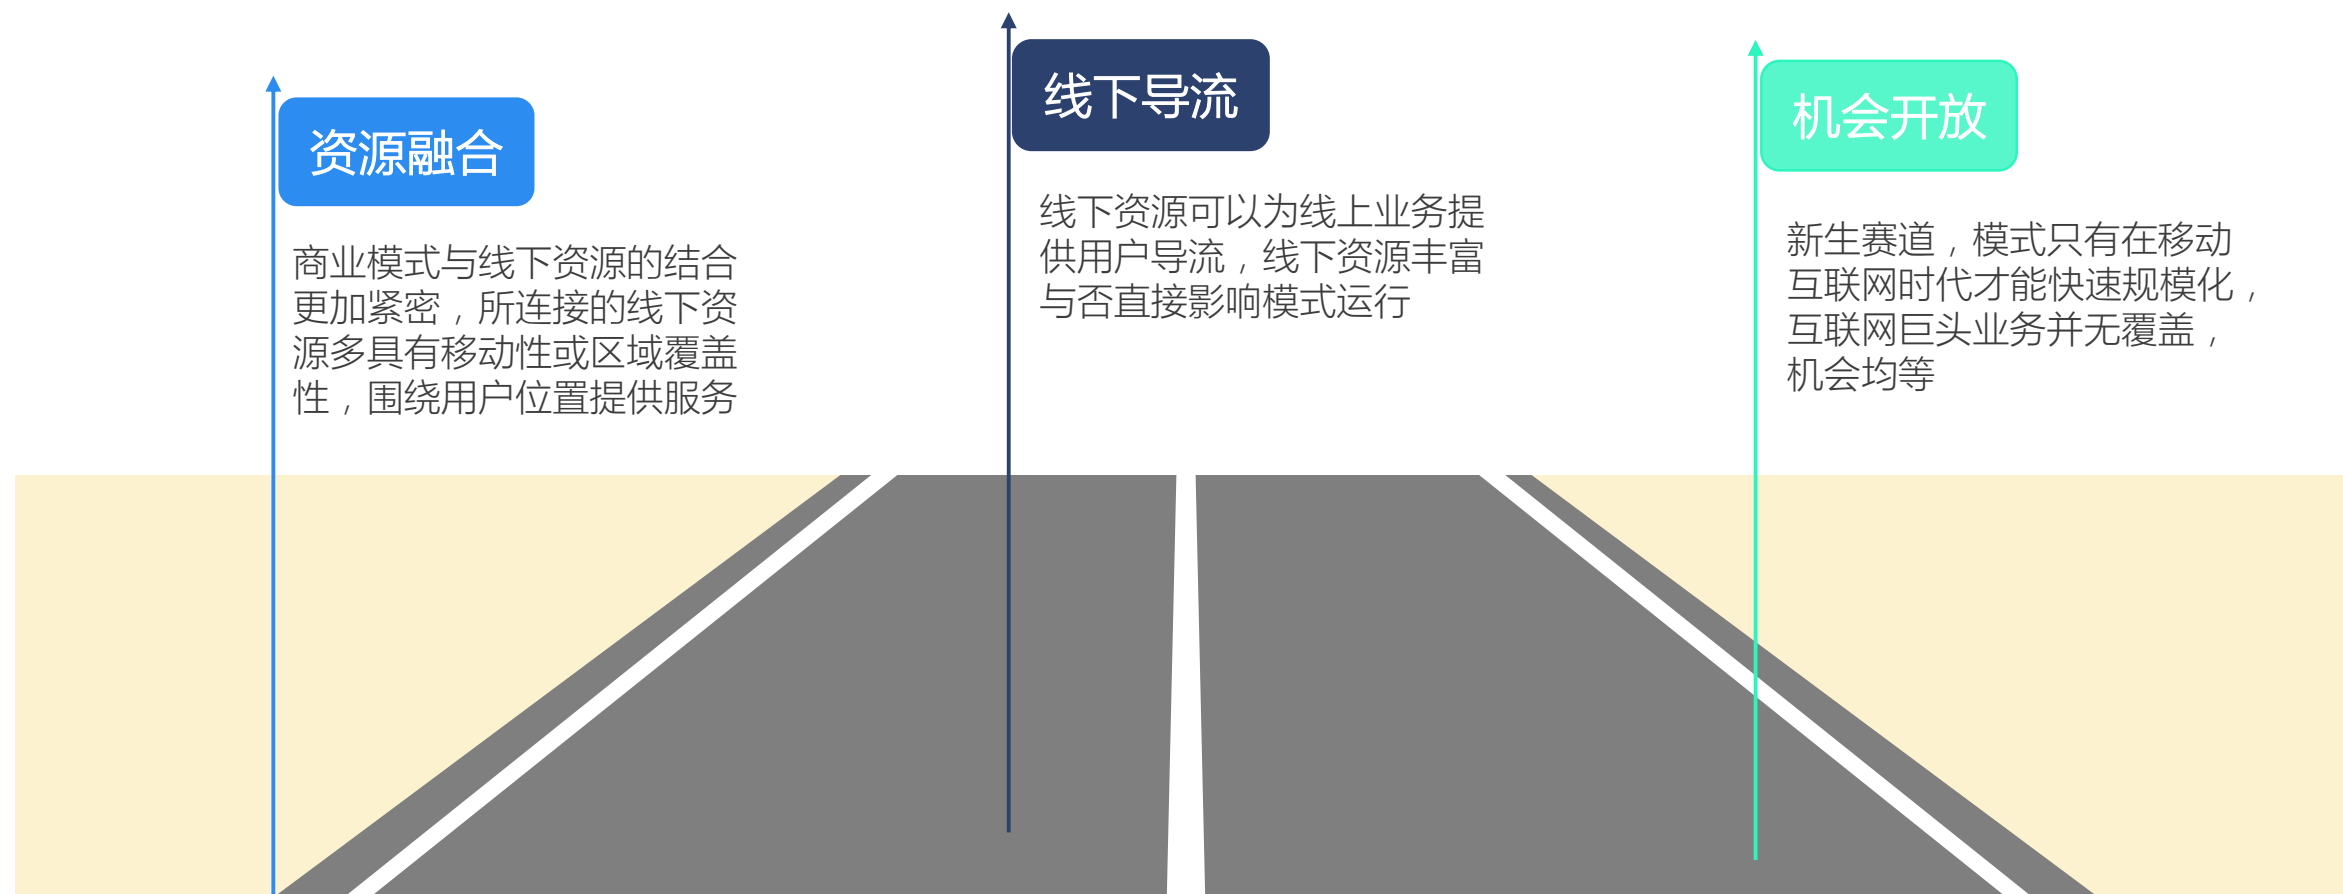 资源融合
商业模式与线下资源的结合
更加紧密，所连接的线下资
源多具有移动性或区域覆盖
性，围绕用户位置提供服务
线下导流
线下资源可以为线上业务提
供用户导流，线下资源丰富
与否直接影响模式运行
机会开放
新生赛道，模式只有在移动
互联网时代才能快速规模化，
互联网巨头业务并无覆盖，
机会均等